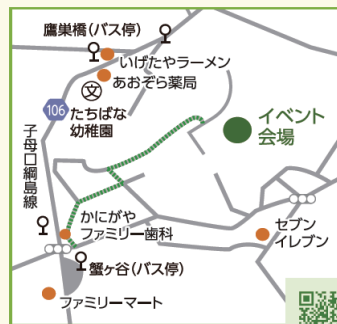 鷹巣橋(バス停)
いげたやラーメン
あおぞら薬局
文
106
たちばな
幼稚園
イベント
会場
子母口綱島線
かにがや
ファミリー歯科
セブン
イレブン
蟹ヶ谷(バス停)
ファミリーマート